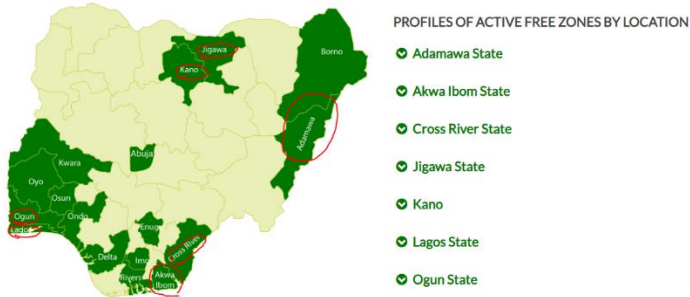 PROFILES OF ACTIVE FREE ZONES BY LOCATION
Adamawa State
Akwa Ibom State
Cross River State
Jigawa State
Kano
Lagos State
Ogun State
Jigawa
Borno
Kano
Adamawa
Abuja
Kwara
Oyo
Osun
Ogun
Ondo
Lagos
Enugu
Cross River
Delta
Imo
Akwa
Ibom
Rivers